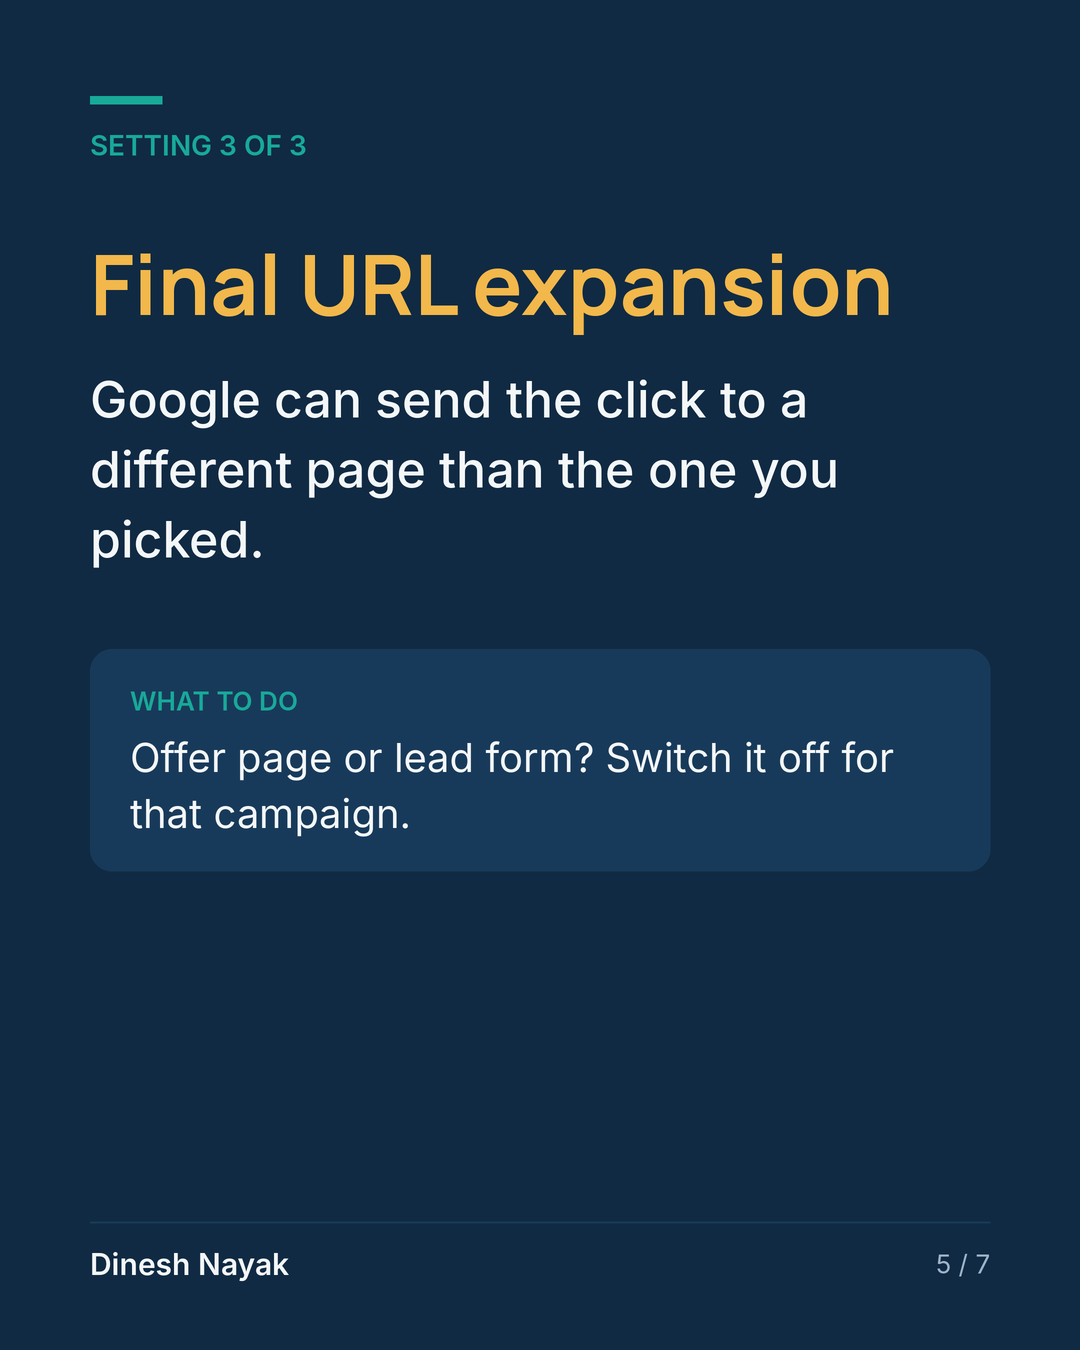 SETTING 3 OF 3
Final URL expansion
Google can send the click to a
different page than the one you
picked.
WHAT TO DO
Offer page or lead form? Switch it off for
that campaign.
Dinesh Nayak
5 / 7